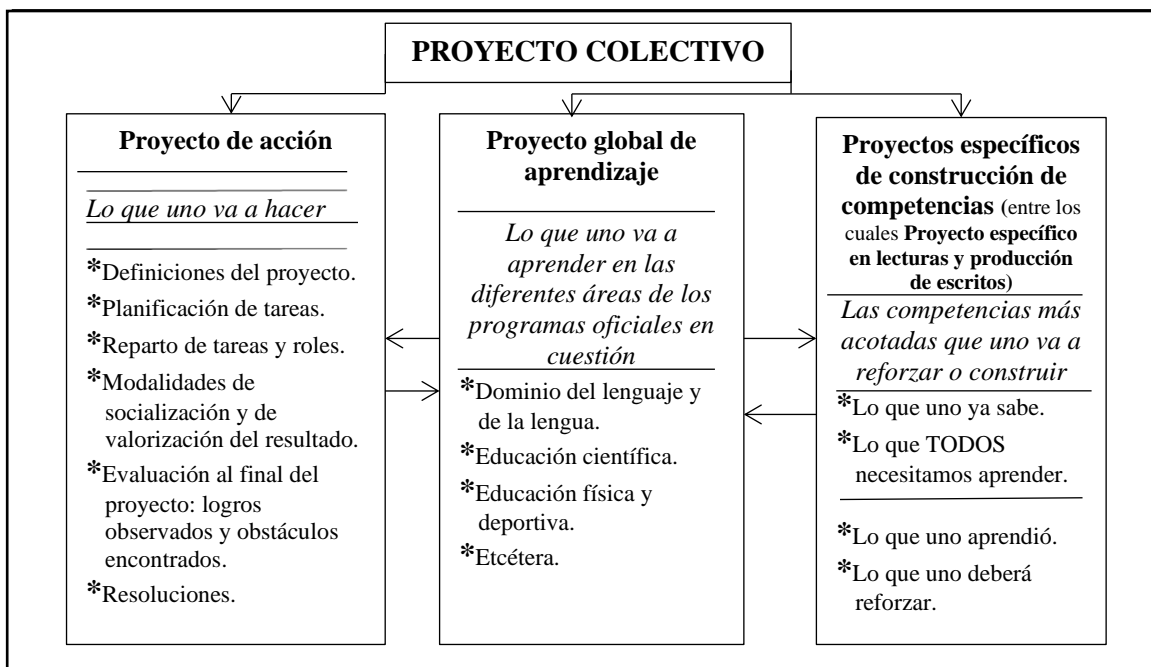 PROYECTO COLECTIVO
Proyecto de acción
Lo que uno va a hacer
*Definiciones del proyecto.
*Planificación de tareas.
*Reparto de tareas y roles.
*Modalidades de
socialización y de
valorización del resultado.
*Evaluación al final del
proyecto: logros
observados y obstáculos
encontrados.
*Resoluciones.
Proyecto global de
aprendizaje
Lo que uno va a
aprender en las
diferentes áreas de los
programas oficiales en
cuestión
*Dominio del lenguaje y
de la lengua.
*Educación científica.
*Educación física y
deportiva.
*Etcétera.
Proyectos específicos
de construcción de
competencias (entre los
cuales Proyecto específico
en lecturas y producción
de escritos)
Las competencias más
acotadas que uno va a
reforzar o construir
*Lo que uno ya sabe.
*Lo que TODOS
necesitamos aprender.
*Lo que uno aprendió.
*Lo que uno deberá
reforzar.